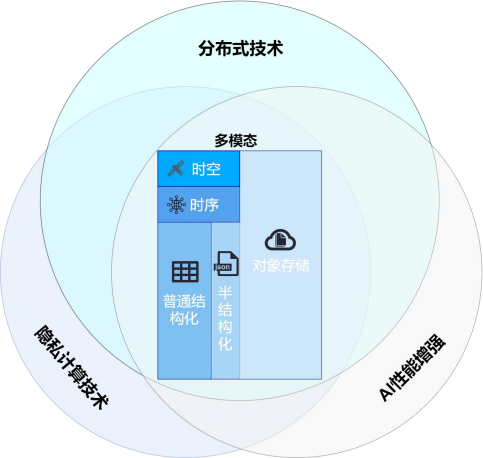 分布式技术
多模态
时空
时序
json
对象存储
普通结
构化
半
结
构
化
隐私计算技术
AI性能增强